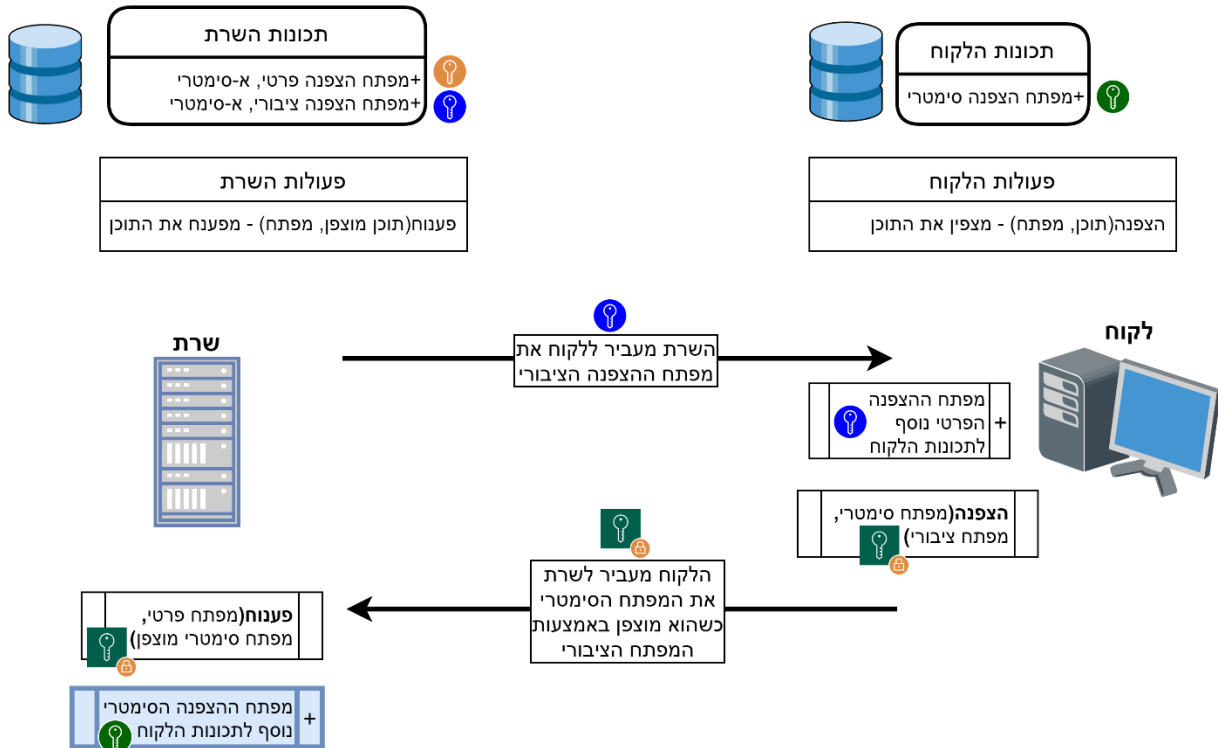 תכונות השרת
+מפתח הצפנה פרטי, א-סימטרי
+מפתח הצפנה ציבורי, א-סימטרי
תכונות הלקוח
+מפתח הצפנה סימטרי
פעולות השרת
פענוח(תוכן מוצפן, מפתח) - מפענח את התוכן
פעולות הלקוח
הצפנה(תוכן, מפתח) - מצפין את התוכן
שרת
לקוח
השרת מעביר ללקוח את
מפתח ההצפנה הציבורי
+
מפתח ההצפנה
הפרטי נוסף
לתכונות הלקוח
הצפנה(מפתח סימטרי,
מפתח ציבורי)
הלקוח מעביר לשרת
את המפתח הסימטרי
כשהוא מוצפן באמצעות
המפתח הציבורי
פענוח(מפתח פרטי,
מפתח סימטרי מוצפן)
+
מפתח ההצפנה הסימטרי
נוסף לתכונות הלקוח